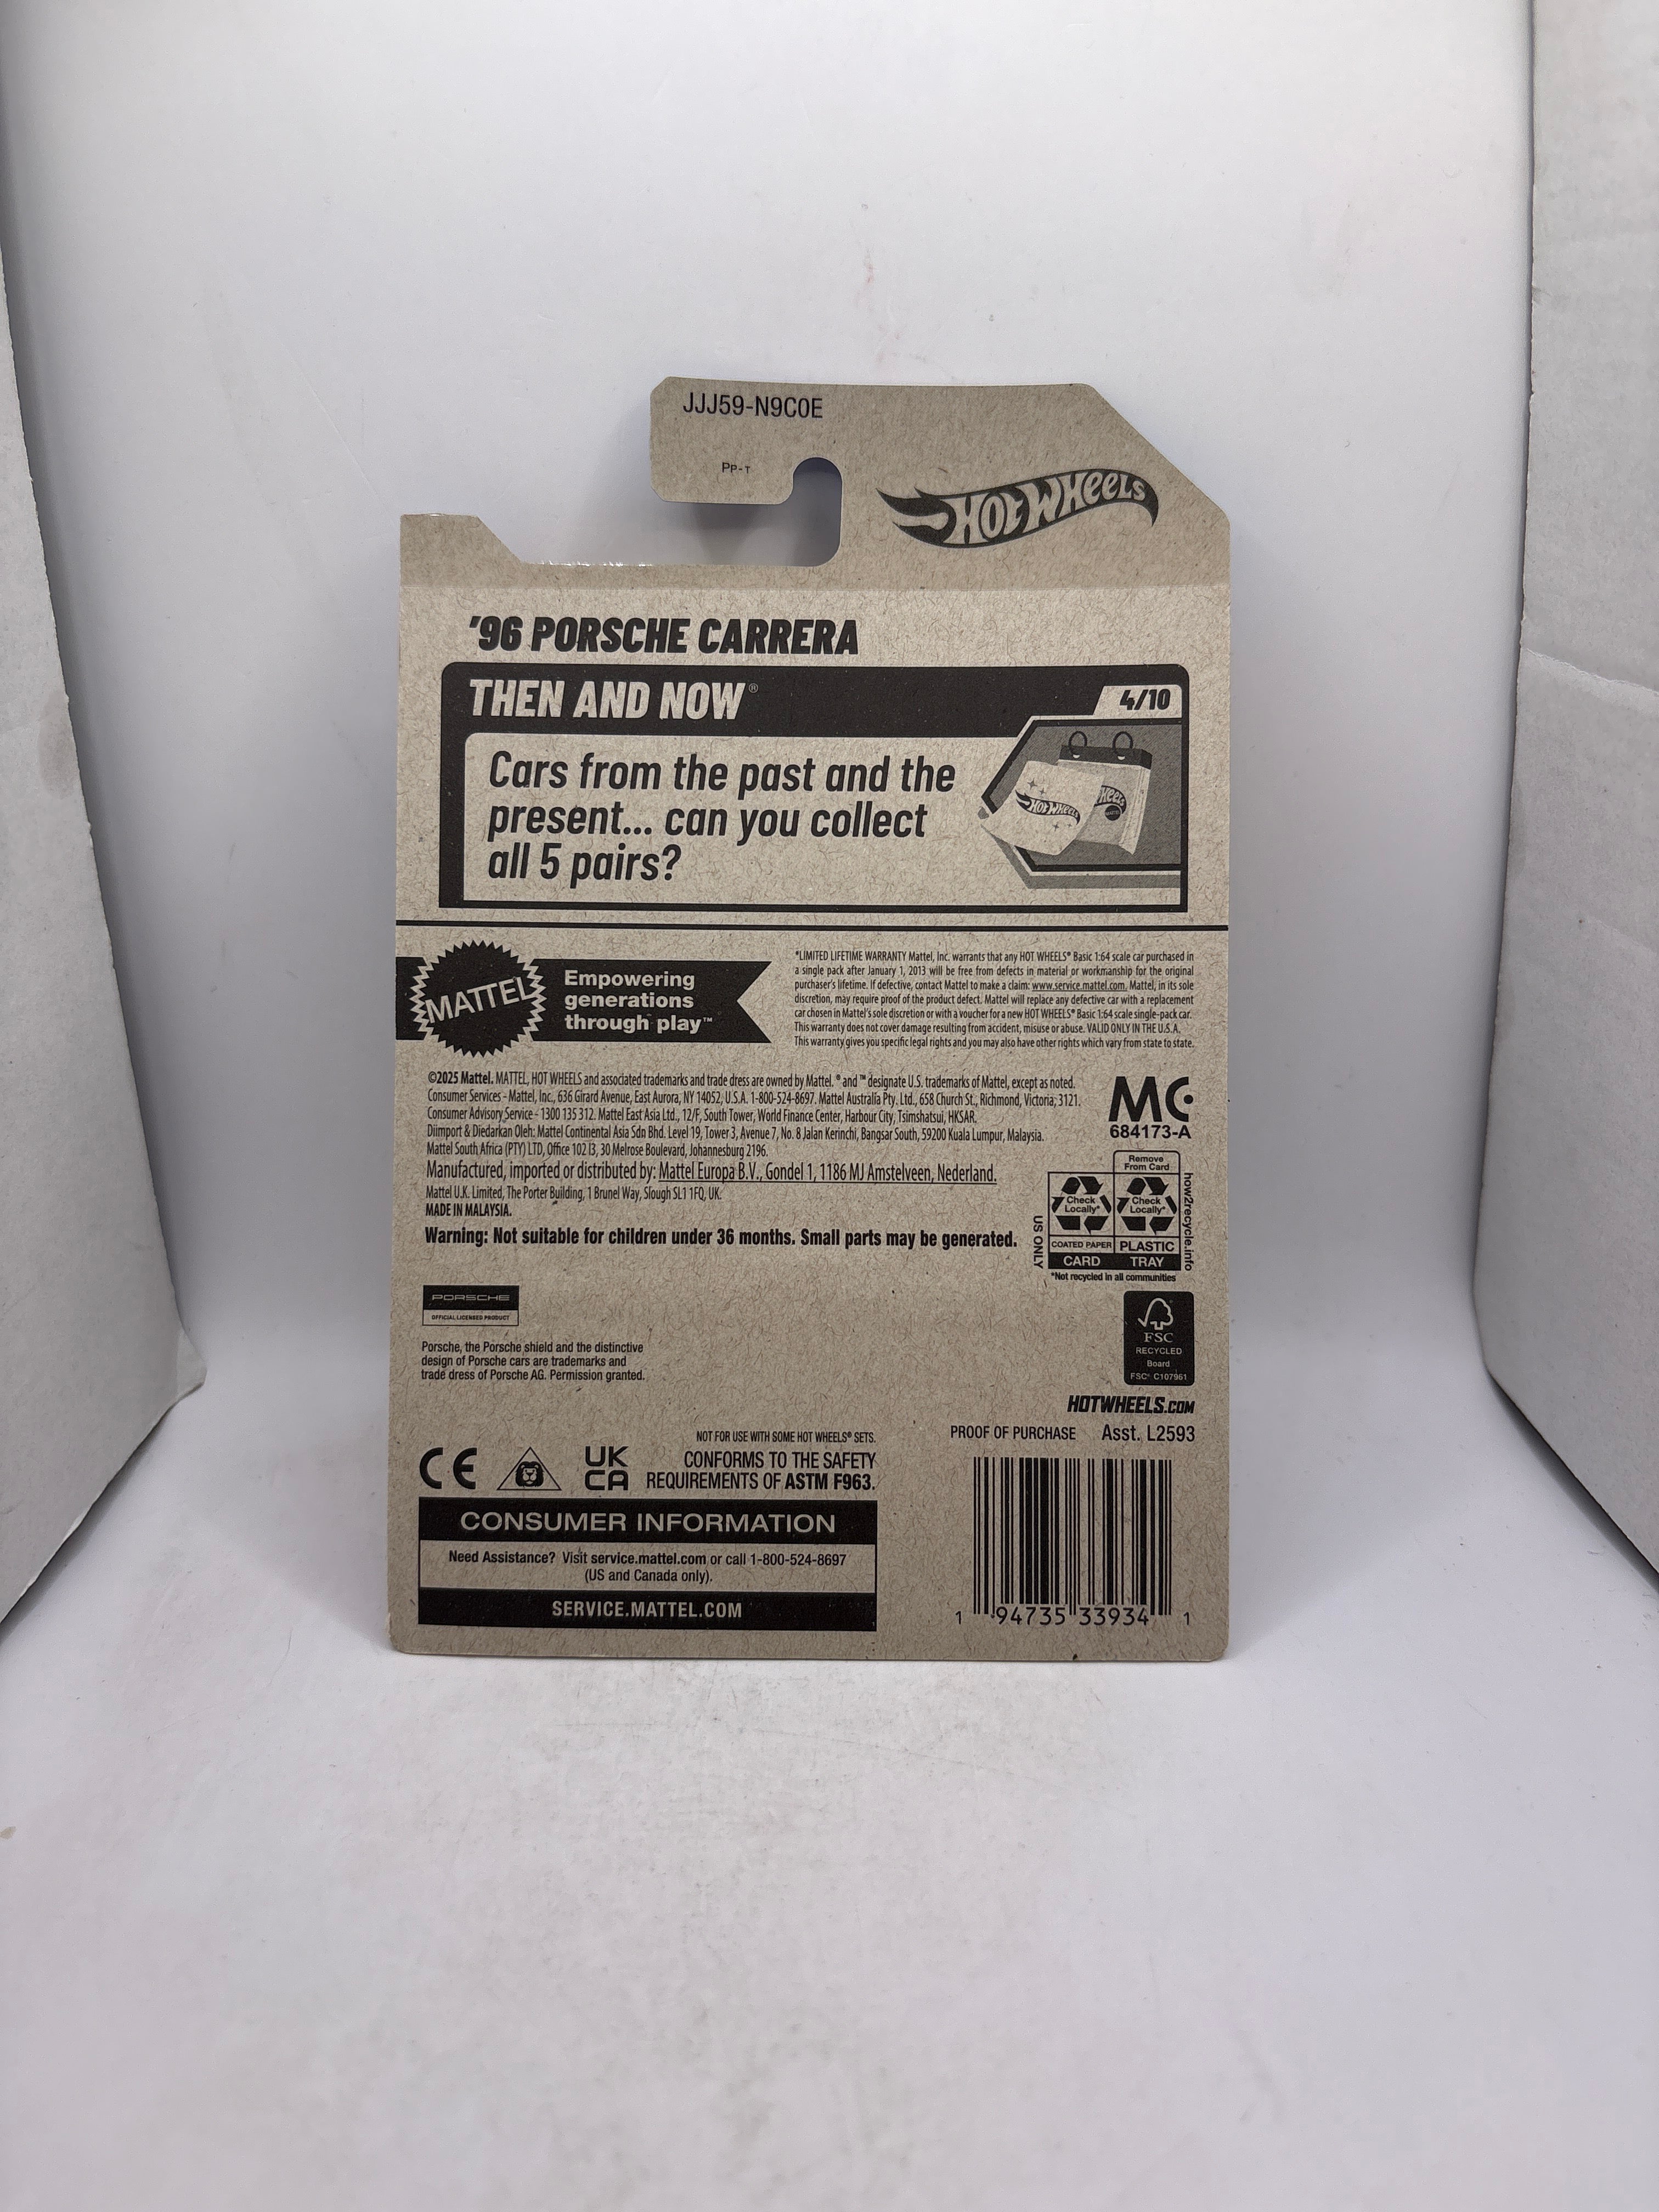 JJJ59-N9C0E
PP-T
HOT WHEELS
'96 PORSCHE CARRERA
THEN AND NOW®
4/10
Cars from the past and the
present... can you collect
all 5 pairs?
HOT WHEELS
MATTEL
Empowering
generations
through play™
*LIMITED LIFETIME WARRANTY Mattel, Inc. warrants that any HOT WHEELS® Basic 1:64 scale car purchased in
a single pack after January 1, 2013 will be free from defects in material or workmanship for the original
purchaser's lifetime. If defective, contact Mattel to make a claim: www.service.mattel.com. Mattel, in its sole
discretion, may require proof of the product defect. Mattel will replace any defective car with a replacement
car chosen in Mattel's sole discretion or with a voucher for a new HOT WHEELS® Basic 1:64 scale single-pack car.
This warranty does not cover damage resulting from accident, misuse or abuse. VALID ONLY IN THE U.S.A.
This warranty gives you specific legal rights and you may also have other rights which vary from state to state.
©2025 Mattel. MATTEL, HOT WHEELS and associated trademarks and trade dress are owned by Mattel. ® and ™ designate U.S. trademarks of Mattel, except as noted.
Consumer Services - Mattel, Inc., 636 Girard Avenue, East Aurora, NY 14052, U.S.A. 1-800-524-8697. Mattel Australia Pty. Ltd., 658 Church St., Richmond, Victoria, 3121.
Consumer Advisory Service - 1300 135 312. Mattel East Asia Ltd., 12/F, South Tower, World Finance Center, Harbour City, Tsimshatsui, HKSAR.
Diimport & Diedarkan Oleh: Mattel Continental Asia Sdn Bhd. Level 19, Tower 3, Avenue 7, No. 8 Jalan Kerinchi, Bangsar South, 59200 Kuala Lumpur, Malaysia.
Mattel South Africa (PTY) LTD, Office 102 I3, 30 Melrose Boulevard, Johannesburg 2196.
Manufactured, imported or distributed by: Mattel Europa B.V., Gondel 1, 1186 MJ Amstelveen, Nederland.
Mattel U.K. Limited, The Porter Building, 1 Brunel Way, Slough SL1 1FQ, UK.
MADE IN MALAYSIA.
Warning: Not suitable for children under 36 months. Small parts may be generated.
MC
684173-A
Remove
From Card
Check
Locally*
Check
Locally*
COATED PAPER
PLASTIC
CARD
TRAY
US ONLY
how2recycle.info
*Not recycled in all communities
PORSCHE
OFFICIAL LICENSED PRODUCT
Porsche, the Porsche shield and the distinctive
design of Porsche cars are trademarks and
trade dress of Porsche AG. Permission granted.
FSC
RECYCLED
Board
FSC® C107961
HOTWHEELS.COM
NOT FOR USE WITH SOME HOT WHEELS® SETS.
PROOF OF PURCHASE Asst. L2593
CE
UK
CA
CONFORMS TO THE SAFETY
REQUIREMENTS OF ASTM F963.
CONSUMER INFORMATION
Need Assistance? Visit service.mattel.com or call 1-800-524-8697
(US and Canada only).
SERVICE.MATTEL.COM
1 94735 33934 1